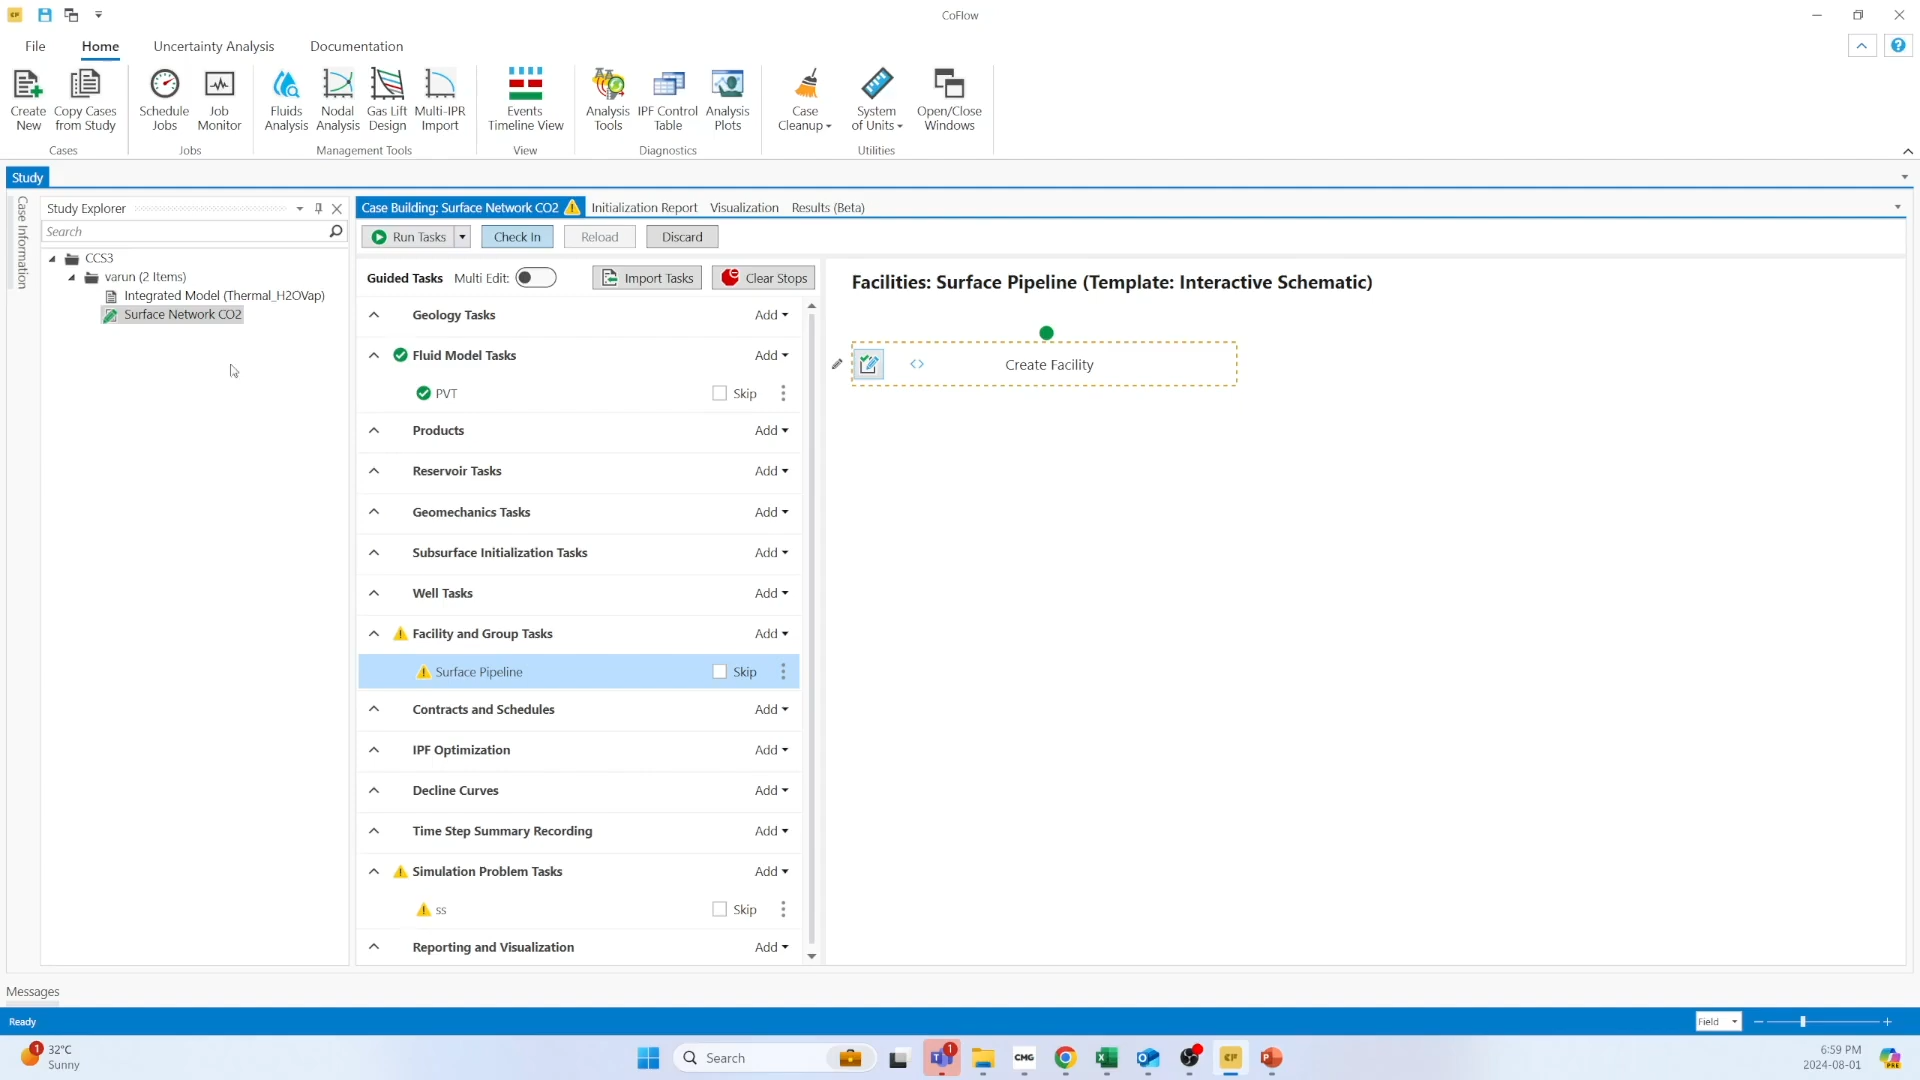 CoFlow
File Home Uncertainty Analysis Documentation
Create New
Copy Cases from Study
Schedule Jobs
Job Monitor
Fluids Analysis
Nodal Analysis
Gas Lift Design
Multi-IPR Import
Events Timeline View
Analysis Tools
IPF Control Table
Analysis Plots
Case Cleanup
System of Units
Open/Close Windows
Cases Jobs Management Tools View Diagnostics Utilities
Study
Case Information
Study Explorer
Search
CCS3
varun (2 Items)
Integrated Model (Thermal_H2OVap)
Surface Network CO2
Case Building: Surface Network CO2 Initialization Report Visualization Results (Beta)
Run Tasks Check In Reload Discard
Guided Tasks Multi Edit: Import Tasks Clear Stops
Geology Tasks Add
Fluid Model Tasks Add
PVT Skip
Products Add
Reservoir Tasks Add
Geomechanics Tasks Add
Subsurface Initialization Tasks Add
Well Tasks Add
Facility and Group Tasks Add
Surface Pipeline Skip
Contracts and Schedules Add
IPF Optimization Add
Decline Curves Add
Time Step Summary Recording Add
Simulation Problem Tasks Add
ss Skip
Reporting and Visualization Add
Facilities: Surface Pipeline (Template: Interactive Schematic)
Create Facility
Messages
Ready Field
1 32°C
Sunny
Search
1
CMG
6:59 PM
2024-08-01